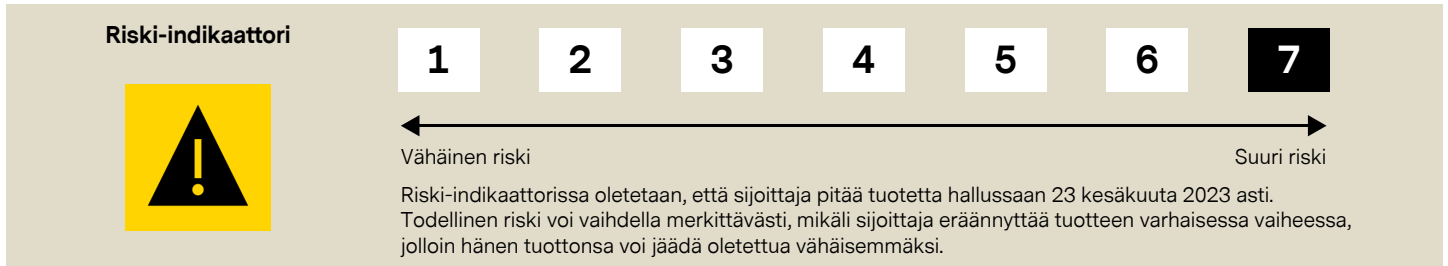 Riski-indikaattori
1 2 3 4 5 6 7
!
Vähäinen riski Suuri riski
Riski-indikaattorissa oletetaan, että sijoittaja pitää tuotetta hallussaan 23 kesäkuuta 2023 asti.
Todellinen riski voi vaihdella merkittävästi, mikäli sijoittaja eräännyttää tuotteen varhaisessa vaiheessa,
jolloin hänen tuottonsa voi jäädä oletettua vähäisemmäksi.